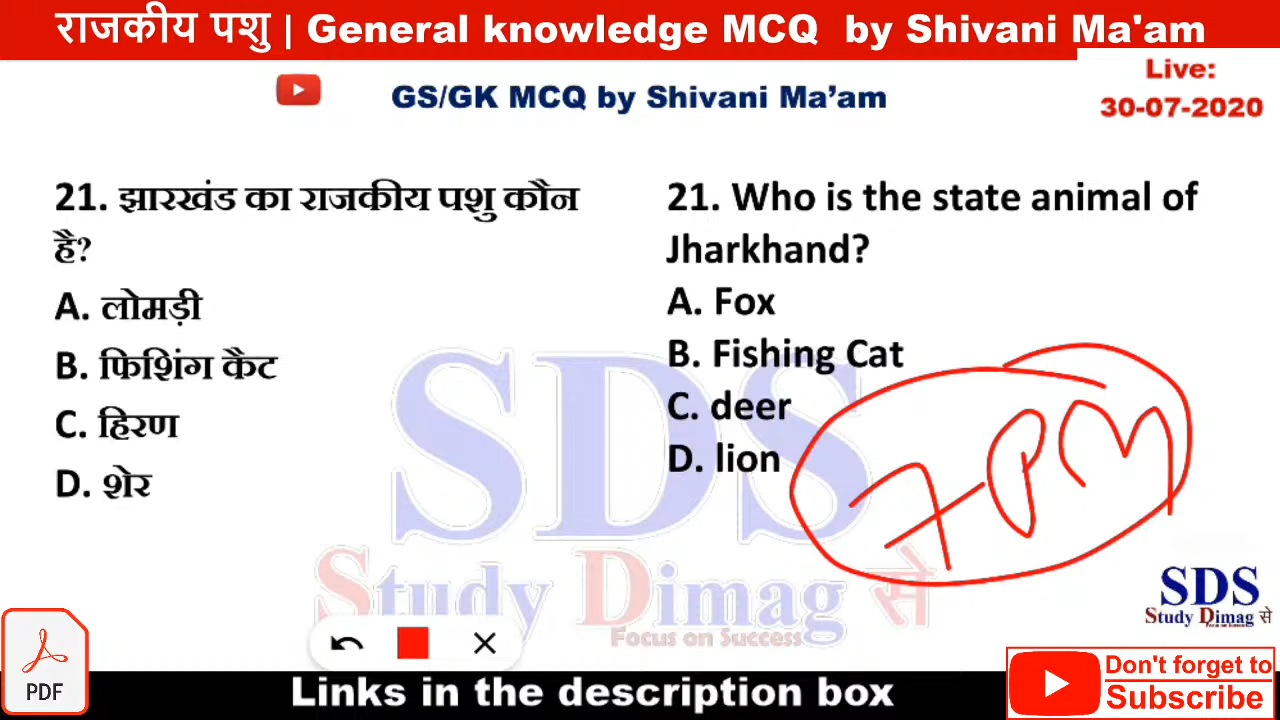 राजकीय पशु | General knowledge MCQ by Shivani Ma'am
Live:
30-07-2020
GS/GK MCQ by Shivani Ma’am
21. झारखंड का राजकीय पशु कौन
है?
A. लोमड़ी
B. फिशिंग कैट
C. हिरण
D. शेर
21. Who is the state animal of
Jharkhand?
A. Fox
B. Fishing Cat
C. deer
D. lion
7PM
SDS
Study Dimag से
Focus on Success
SDS
Study Dimag से
PDF
Links in the description box
Don't forget to
Subscribe